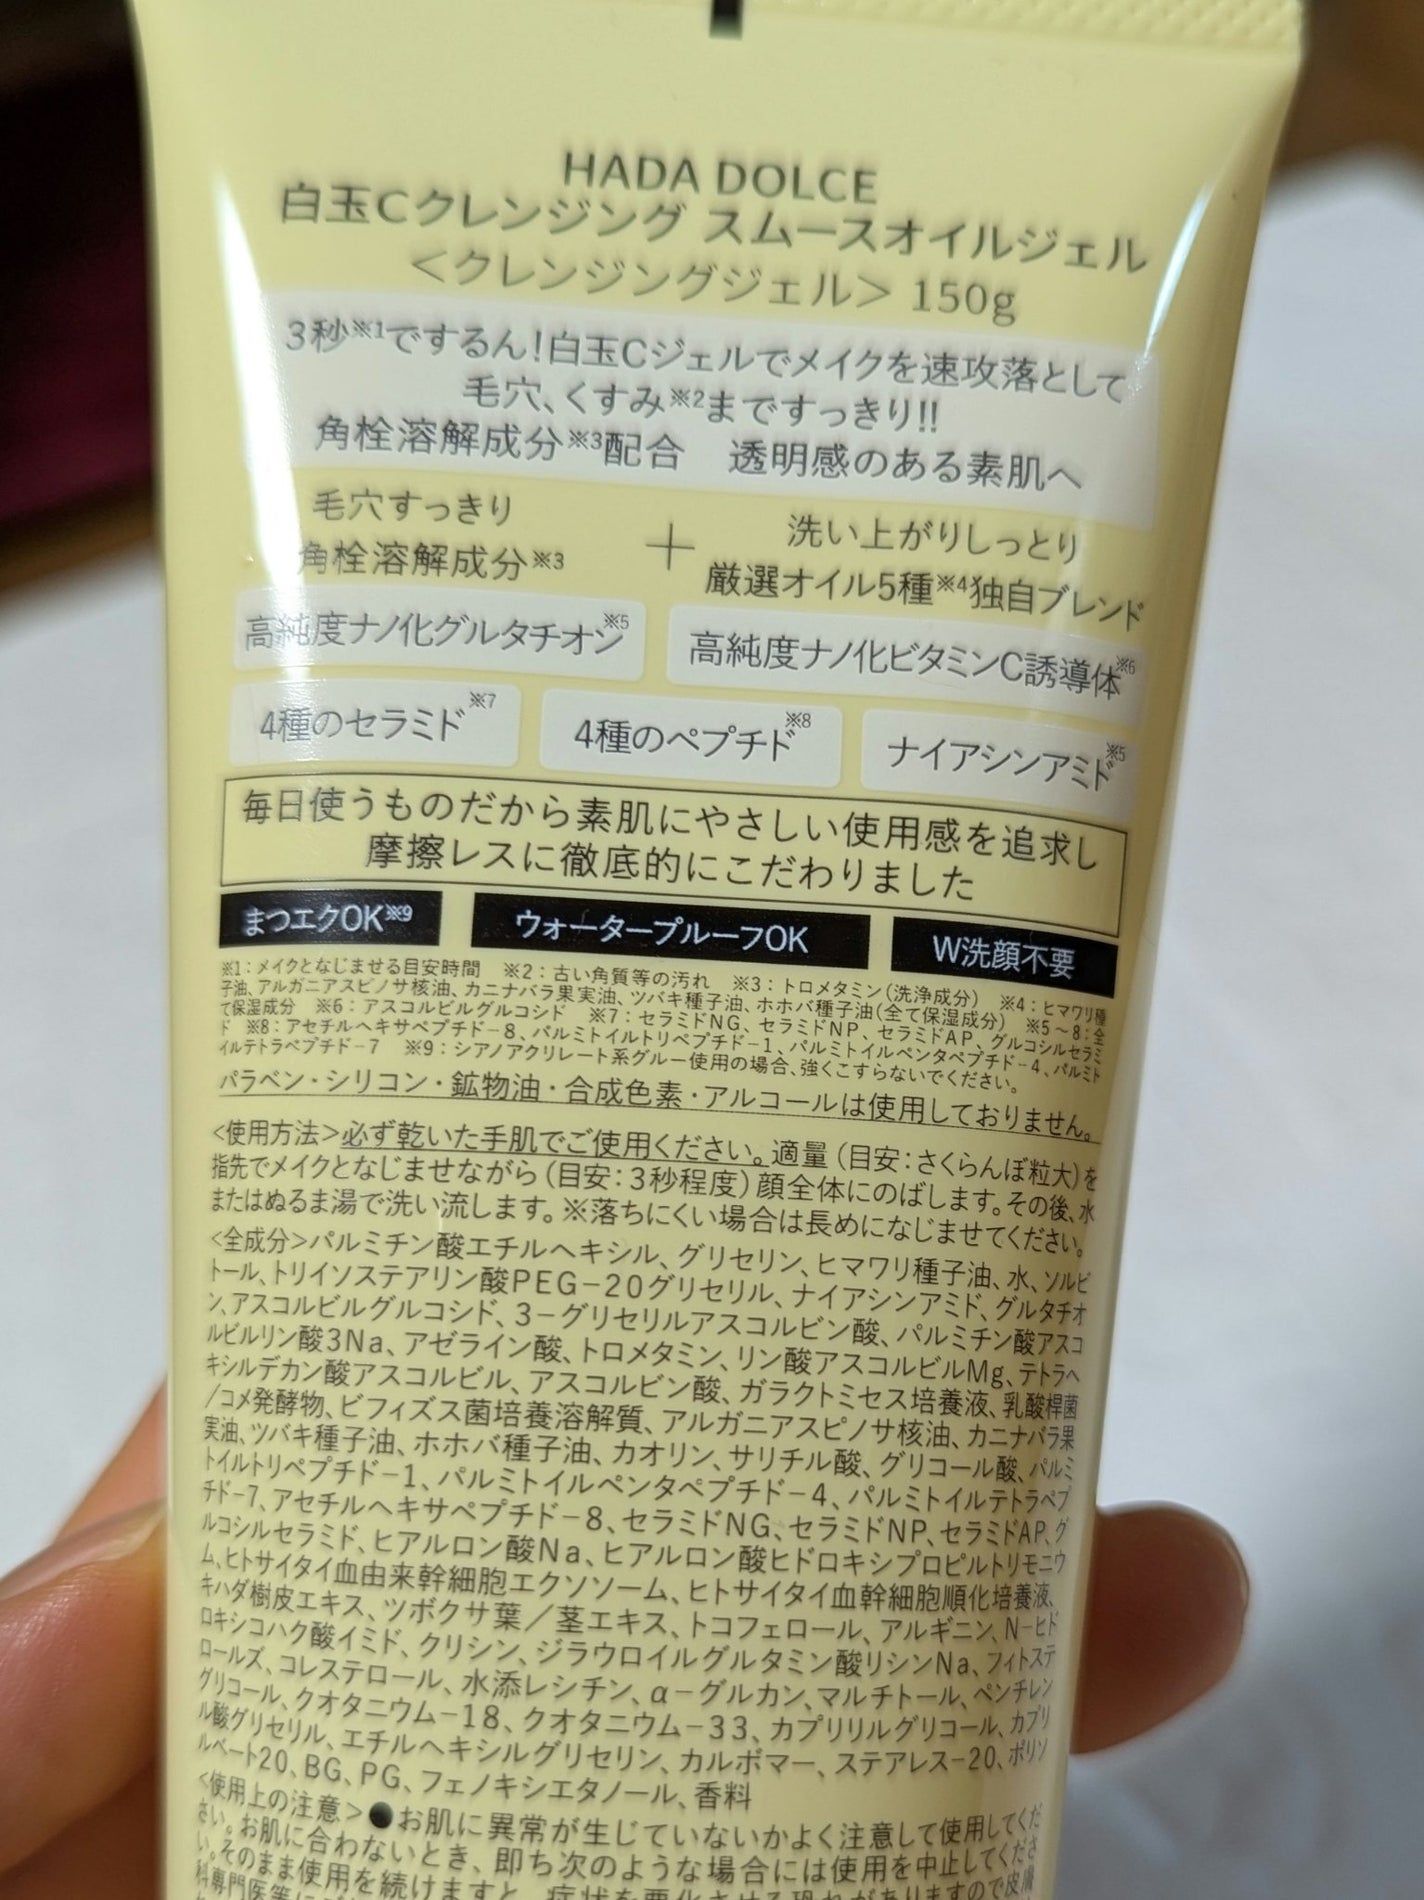 HADA DOLCE
白玉Cクレンジング スムースオイルジェル
＜クレンジングジェル＞ 150g
3秒※1でするん!白玉Cジェルでメイクを速攻落として
毛穴、くすみ※2まですっきり!!
角栓溶解成分※3配合　透明感のある素肌へ
毛穴すっきり
角栓溶解成分※3
＋
洗い上がりしっとり
厳選オイル5種※4独自ブレンド
高純度ナノ化グルタチオン※5
高純度ナノ化ビタミンC誘導体※6
4種のセラミド※7
4種のペプチド※8
ナイアシンアミド※5
毎日使うものだから素肌にやさしい使用感を追求し
摩擦レスに徹底的にこだわりました
まつエクOK※9
ウォータープルーフOK
W洗顔不要
※1：メイクとなじませる目安時間　※2：古い角質等の汚れ　※3：トロメタミン(洗浄成分)　※4：ヒマワリ種
子油、アルガニアスピノサ核油、カニナバラ果実油、ツバキ種子油、ホホバ種子油(全て保湿成分)　※5～8：全
て保湿成分　※6：アスコルビルグルコシド　※7：セラミドNG、セラミドNP、セラミドAP、グルコシルセラミ
ド　※8：アセチルヘキサペプチド-8、パルミトイルトリペプチド-1、パルミトイルペンタペプチド-4、パルミト
イルテトラペプチド-7　※9：シアノアクリレート系グルー使用の場合、強くこすらないでください。
パラベン・シリコン・鉱物油・合成色素・アルコールは使用しておりません。
<使用方法>必ず乾いた手肌でご使用ください。適量(目安：さくらんぼ粒大)を
指先でメイクとなじませながら(目安：3秒程度)顔全体にのばします。その後、水
またはぬるま湯で洗い流します。※落ちにくい場合は長めになじませてください。
<全成分>パルミチン酸エチルヘキシル、グリセリン、ヒマワリ種子油、水、ソルビ
トール、トリイソステアリン酸PEG-20グリセリル、ナイアシンアミド、グルタチオ
ン、アスコルビルグルコシド、3-グリセリルアスコルビン酸、パルミチン酸アスコ
ルビルリン酸3Na、アゼライン酸、トロメタミン、リン酸アスコルビルMg、テトラヘ
キシルデカン酸アスコルビル、アスコルビン酸、ガラクトミセス培養液、乳酸桿菌
/コメ発酵物、ビフィズス菌培養溶解質、アルガニアスピノサ核油、カニナバラ果
実油、ツバキ種子油、ホホバ種子油、カオリン、サリチル酸、グリコール酸、パルミ
トイルトリペプチド-1、パルミトイルペンタペプチド-4、パルミトイルテトラペプ
チド-7、アセチルヘキサペプチド-8、セラミドNG、セラミドNP、セラミドAP、グ
ルコシルセラミド、ヒアルロン酸Na、ヒアルロン酸ヒドロキシプロピルトリモニウ
ム、ヒトサイタイ血由来幹細胞エクソソーム、ヒトサイタイ血幹細胞順化培養液、
キハダ樹皮エキス、ツボクサ葉／茎エキス、トコフェロール、アルギニン、N-ヒド
ロキシコハク酸イミド、クリシン、ジラウロイルグルタミン酸リシンNa、フィトステ
ロールズ、コレステロール、水添レシチン、α-グルカン、マルチトール、ペンチレン
グリコール、クオタニウム-18、クオタニウム-33、カプリリルグリコール、カプリ
ル酸グリセリル、エチルヘキシルグリセリン、カルボマー、ステアレス-20、ポリソ
ルベート20、BG、PG、フェノキシエタノール、香料
<使用上の注意>●お肌に異常が生じていないかよく注意して使用してくだ
さい。お肌に合わないとき、即ち次のような場合には使用を中止してくださ
い。そのまま使用を続けますと、症状を悪化させる恐れがありますので皮膚
科専門医等に